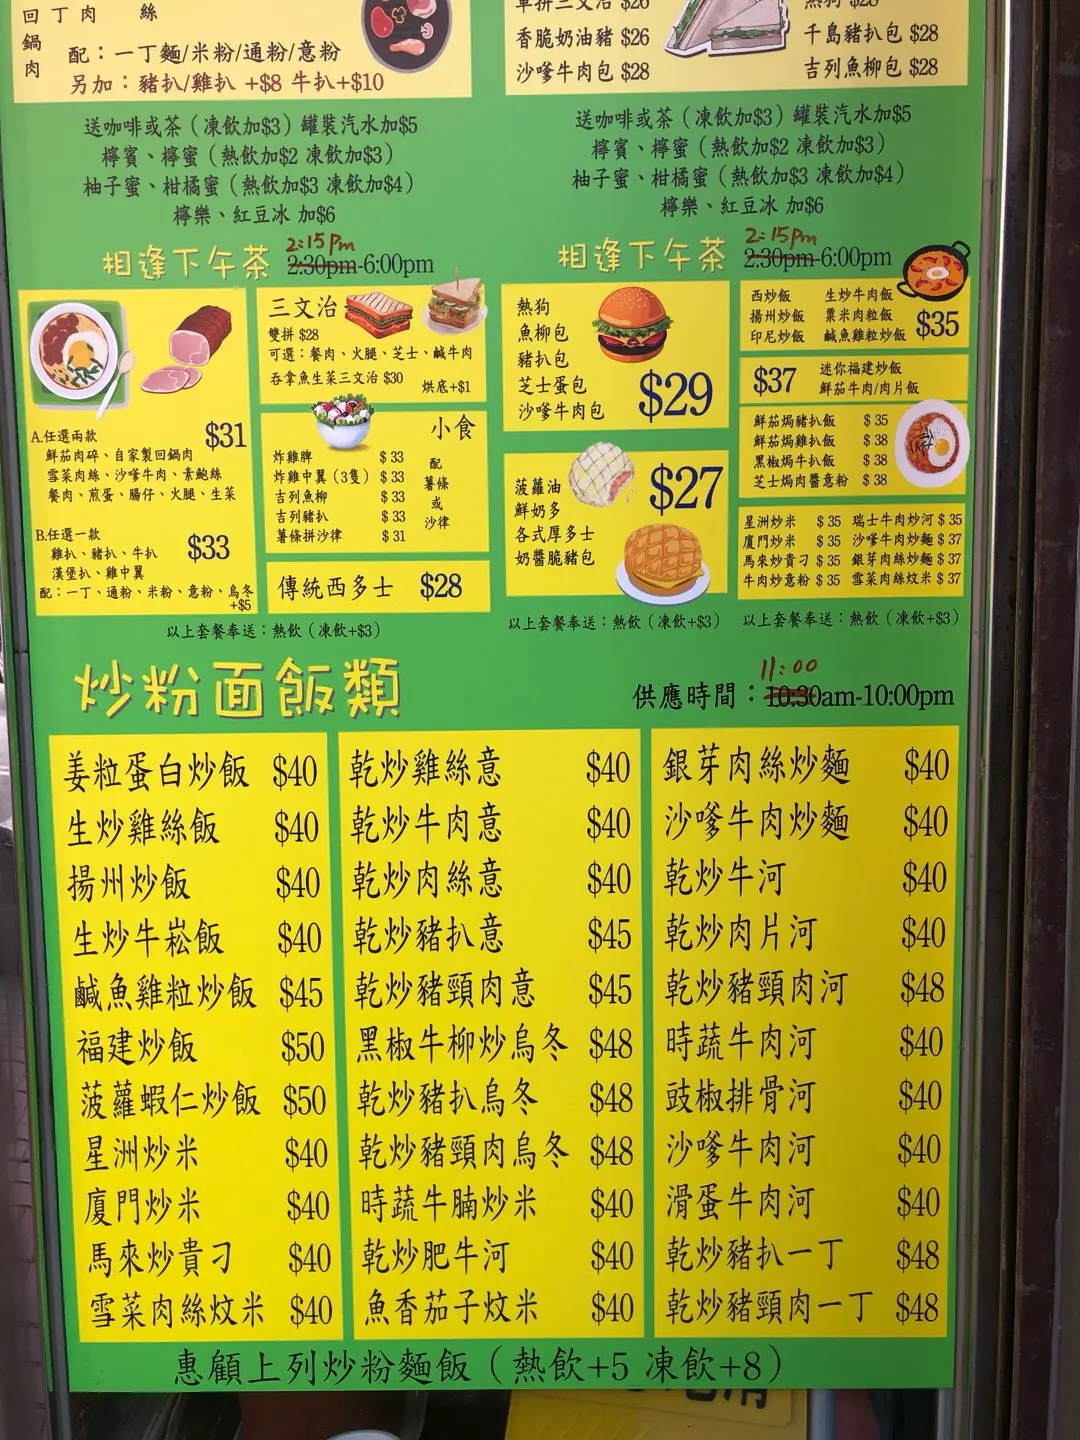 回丁肉 絲
鍋
肉
配：一丁麵/米粉/通粉/意粉
另加：豬扒/雞扒 +$8 牛扒+$10
單拼三文治 $26
香脆奶油豬 $26
沙嗲牛肉包 $28
熱狗 $28
千島豬扒包 $28
吉列魚柳包 $28
送咖啡或茶（凍飲加$3）罐裝汽水加$5
檸賓、檸蜜（熱飲加$2 凍飲加$3）
柚子蜜、柑橘蜜（熱飲加$3 凍飲加$4）
檸樂、紅豆冰 加$6
送咖啡或茶（凍飲加$3）罐裝汽水加$5
檸賓、檸蜜（熱飲加$2 凍飲加$3）
柚子蜜、柑橘蜜（熱飲加$3 凍飲加$4）
檸樂、紅豆冰 加$6
2:15pm
相逢下午茶 2:30pm-6:00pm
A.任選兩款 $31
鮮茄肉碎、自家製回鍋肉
雪菜肉絲、沙嗲牛肉、素鮑絲
餐肉、煎蛋、腸仔、火腿、生菜
B.任選一款 $33
雞扒、豬扒、牛扒
漢堡扒、雞中翼
配：一丁、通粉、米粉、意粉、烏冬
+$5
三文治
雙拼 $28
可選：餐肉、火腿、芝士、鹹牛肉
吞拿魚生菜三文治 $30 烘底+$1
小食
炸雞脾 $33
炸雞中翼（3隻）$33
吉列魚柳 $33
吉列豬扒 $33
薯條拼沙律 $31
配
薯條
或
沙律
傳統西多士 $28
以上套餐奉送：熱飲（凍飲+$3）
2:15pm
相逢下午茶 2:30pm-6:00pm
熱狗
魚柳包
豬扒包
芝士蛋包
沙嗲牛肉包
$29
菠蘿油
鮮奶多
各式厚多士
奶醬脆豬包
$27
以上套餐奉送：熱飲（凍飲+$3）
西炒飯 生炒牛肉飯
揚州炒飯 粟米肉粒飯
印尼炒飯 鹹魚雞粒炒飯
$35
$37
迷你福建炒飯
鮮茄牛肉/肉片飯
鮮茄焗豬扒飯 $35
鮮茄焗雞扒飯 $38
黑椒焗牛扒飯 $38
芝士焗肉醬意粉 $38
星洲炒米 $35 瑞士牛肉炒河 $35
廈門炒米 $35 沙嗲牛肉炒麵 $37
馬來炒貴刁 $35 銀芽肉絲炒麵 $37
牛肉炒意粉 $35 雪菜肉絲炆米 $37
以上套餐奉送：熱飲（凍飲+$3）
炒粉面飯類
11:00
供應時間：10:30am-10:00pm
姜粒蛋白炒飯 $40
生炒雞絲飯 $40
揚州炒飯 $40
生炒牛崧飯 $40
鹹魚雞粒炒飯 $45
福建炒飯 $50
菠蘿蝦仁炒飯 $50
星洲炒米 $40
廈門炒米 $40
馬來炒貴刁 $40
雪菜肉絲炆米 $40
乾炒雞絲意 $40
乾炒牛肉意 $40
乾炒肉絲意 $40
乾炒豬扒意 $45
乾炒豬頸肉意 $45
黑椒牛柳炒烏冬 $48
乾炒豬扒烏冬 $48
乾炒豬頸肉烏冬 $48
時蔬牛腩炒米 $40
乾炒肥牛河 $40
魚香茄子炆米 $40
銀芽肉絲炒麵 $40
沙嗲牛肉炒麵 $40
乾炒牛河 $40
乾炒肉片河 $40
乾炒豬頸肉河 $48
時蔬牛肉河 $40
豉椒排骨河 $40
沙嗲牛肉河 $40
滑蛋牛肉河 $40
乾炒豬扒一丁 $48
乾炒豬頸肉一丁 $48
惠顧上列炒粉麵飯（熱飲+5 凍飲+8）